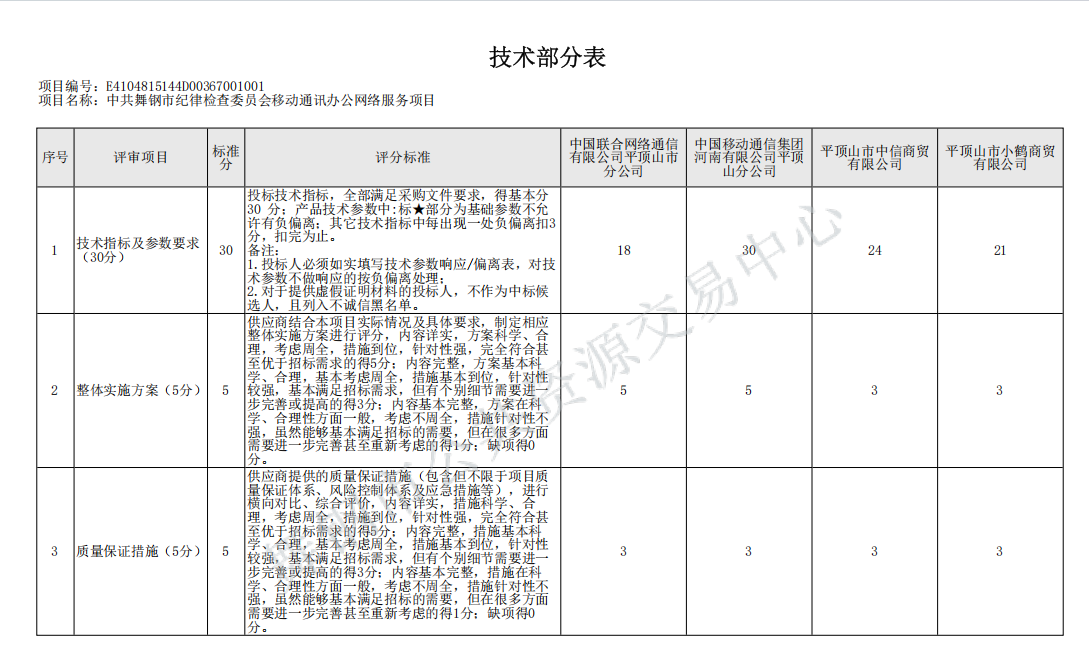 技术部分表
项目编号：E4104815144D00367001001
项目名称：中共舞钢市纪律检查委员会移动通讯办公网络服务项目
序号
评审项目
标准
分
评分标准
中国联合网络通信
有限公司平顶山市
分公司
中国移动通信集团
河南有限公司平顶
山分公司
平顶山市中信商贸
有限公司
平顶山市小鹤商贸
有限公司
1
技术指标及参数要求
（30分）
30
投标技术指标，全部满足采购文件要求，得基本分
30 分；产品技术参数中:标★部分为基础参数不允
许有负偏离；其它技术指标中每出现一处负偏离扣3
分，扣完为止。
备注：
1.投标人必须如实填写技术参数响应/偏离表，对技
术参数不做响应的按负偏离处理；
2.对于提供虚假证明材料的投标人，不作为中标候
选人，且列入不诚信黑名单。
18
30
24
21
2
整体实施方案（5分）
5
供应商结合本项目实际情况及具体要求，制定相应
整体实施方案进行评分，内容详实，方案科学、合
理，考虑周全，措施到位，针对性强，完全符合甚
至优于招标需求的得5分；内容完整，方案基本科
学、合理，基本考虑周全，措施基本到位，针对性
较强，基本满足招标需求，但有个别细节需要进一
步完善或提高的得3分；内容基本完整，方案在科
学、合理性方面一般，考虑不周全，措施针对性不
强，虽然能够基本满足招标的需要，但在很多方面
需要进一步完善甚至重新考虑的得1分；缺项得0
分。
5
5
3
3
3
质量保证措施（5分）
5
供应商提供的质量保证措施（包含但不限于项目质
量保证体系、风险控制体系及应急措施等），进行
横向对比、综合评价，内容详实，措施科学、合
理，考虑周全，措施到位，针对性强，完全符合甚
至优于招标需求的得5分；内容完整，措施基本科
学、合理，基本考虑周全，措施基本到位，针对性
较强，基本满足招标需求，但有个别细节需要进一
步完善或提高的得3分；内容基本完整，措施在科
学、合理性方面一般，考虑不周全，措施针对性不
强，虽然能够基本满足招标的需要，但在很多方面
需要进一步完善甚至重新考虑的得1分；缺项得0
分。
3
3
3
3
资源交易中心